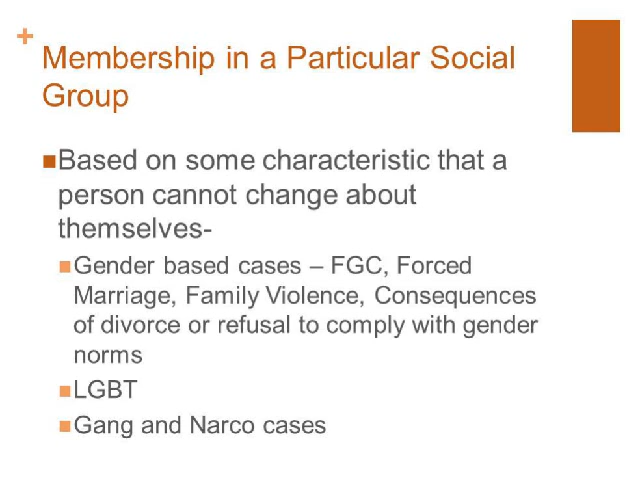 +
Membership in a Particular Social
Group
Based on some characteristic that a
person cannot change about
themselves-
Gender based cases – FGC, Forced
Marriage, Family Violence, Consequences
of divorce or refusal to comply with gender
norms
LGBT
Gang and Narco cases